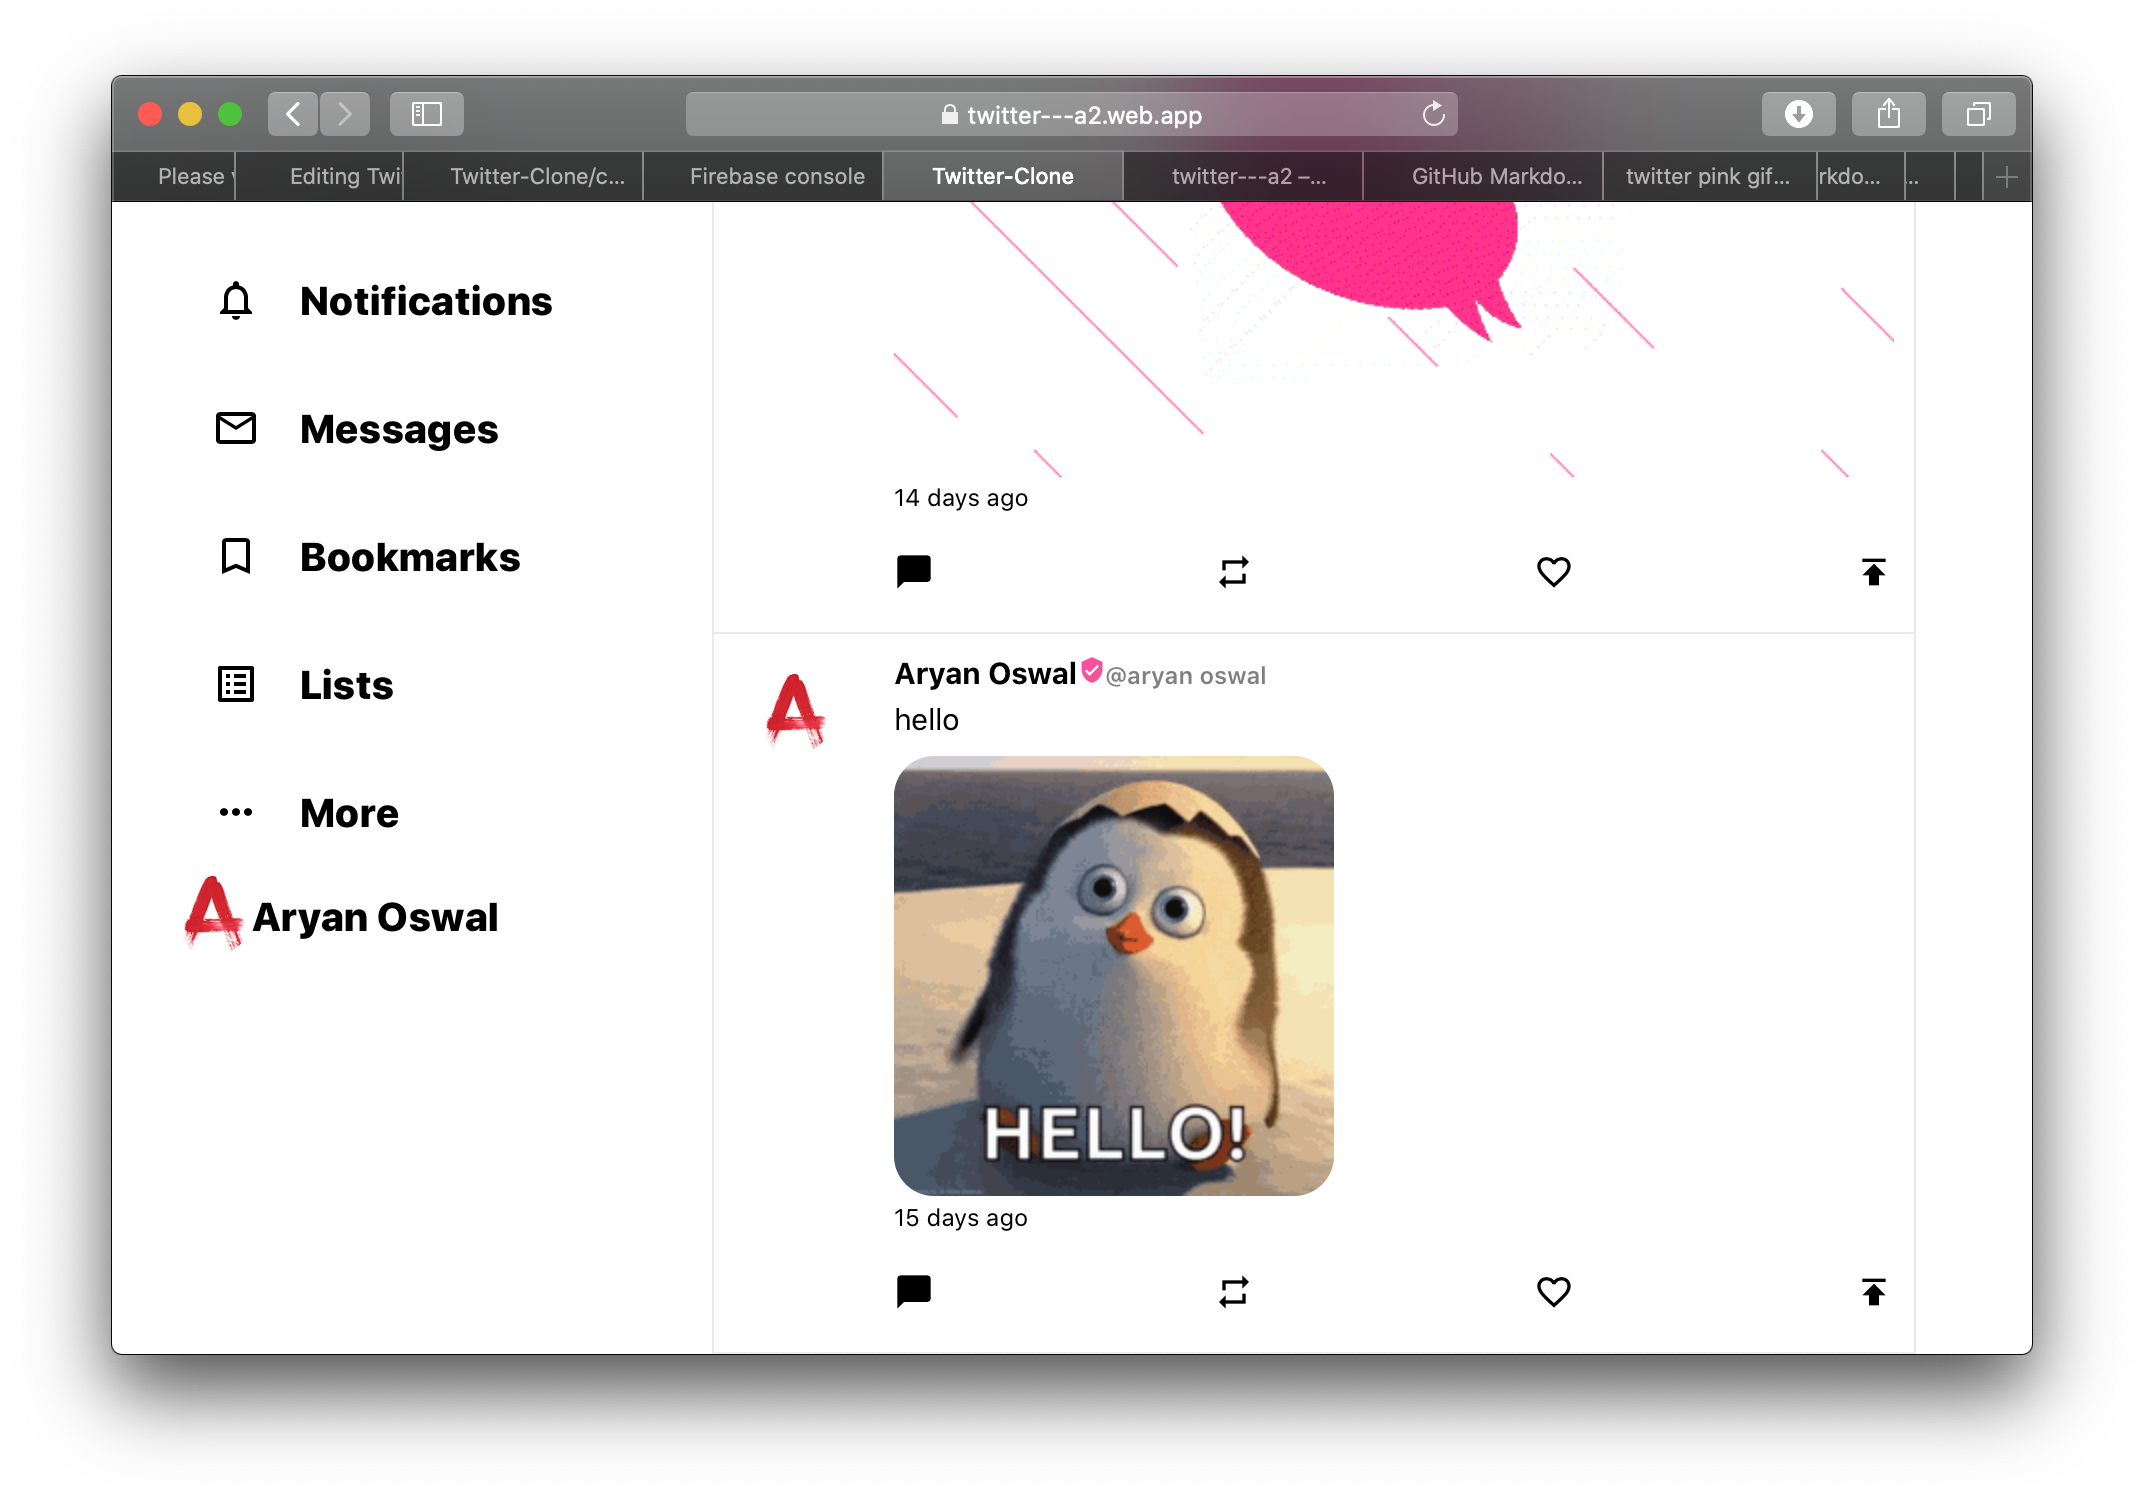 twitter---a2.web.app
Please
Editing Twi
Twitter-Clone/c...
Firebase console
Twitter-Clone
twitter---a2 –...
GitHub Markdo...
twitter pink gif...
rkdo...
...
Notifications
Messages
Bookmarks
Lists
More
A Aryan Oswal
14 days ago
A
Aryan Oswal @aryan oswal
hello
HELLO!
15 days ago